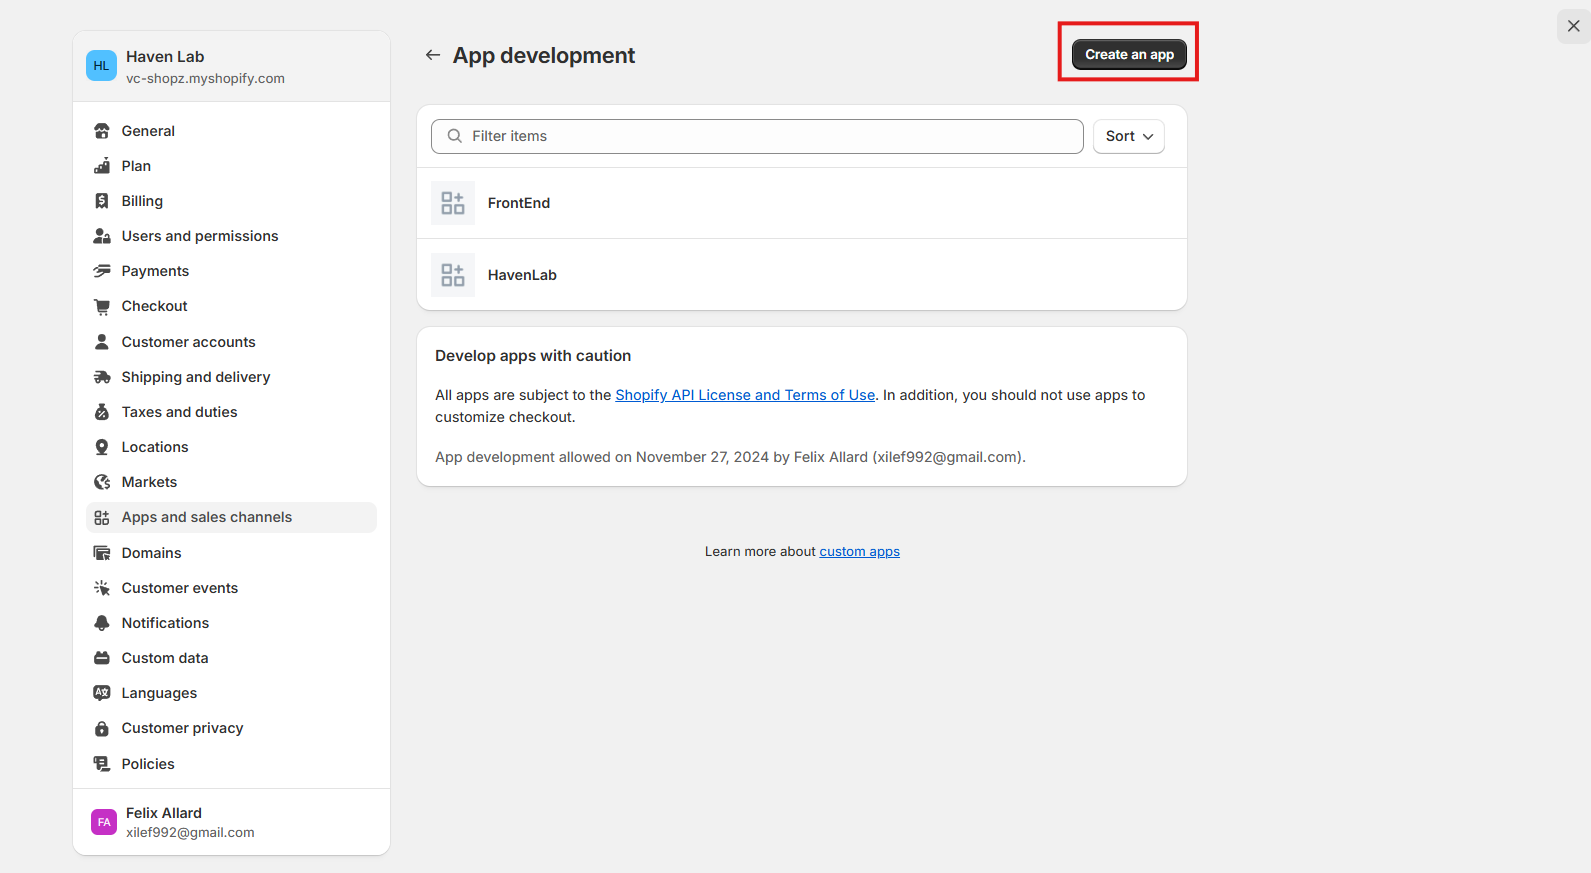 HL
Haven Lab
vc-shopz.myshopify.com
General
Plan
Billing
Users and permissions
Payments
Checkout
Customer accounts
Shipping and delivery
Taxes and duties
Locations
Markets
Apps and sales channels
Domains
Customer events
Notifications
Custom data
Languages
Customer privacy
Policies
FA
Felix Allard
xilef992@gmail.com
App development
Create an app
Filter items
Sort
FrontEnd
HavenLab
Develop apps with caution
All apps are subject to the Shopify API License and Terms of Use. In addition, you should not use apps to
customize checkout.
App development allowed on November 27, 2024 by Felix Allard (xilef992@gmail.com).
Learn more about custom apps